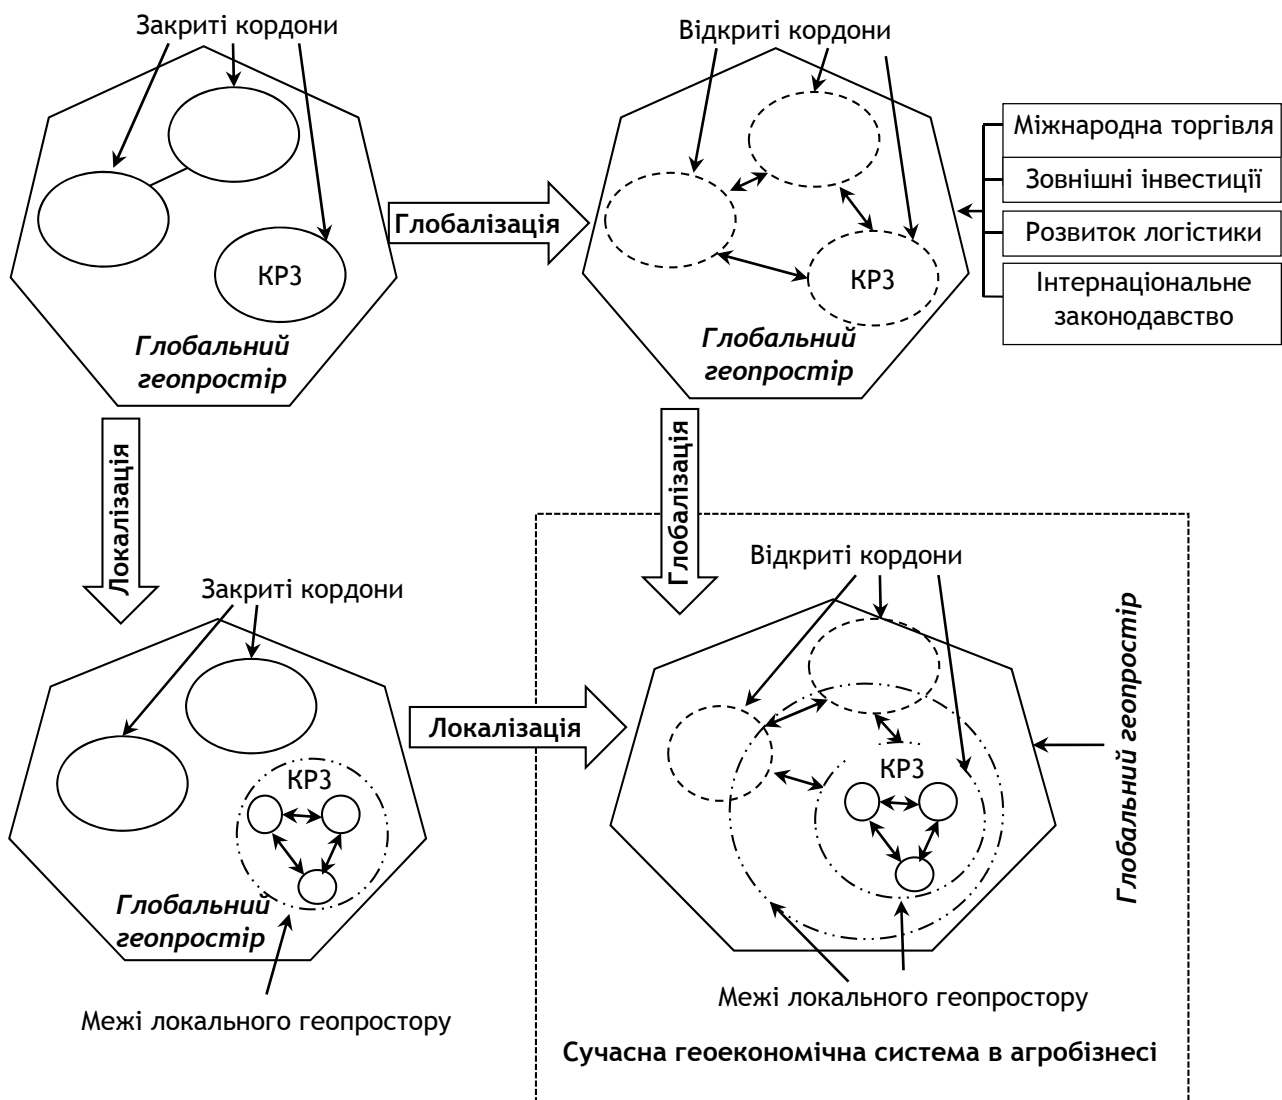 Закриті кордони
Відкриті кордони
Міжнародна торгівля
Зовнішні інвестиції
Розвиток логістики
Інтернаціональне
законодавство
Глобалізація
КРЗ
КРЗ
Глобальний
геопростір
Глобальний
геопростір
Локалізація
Глобалізація
Закриті кордони
Відкриті кордони
Глобальний геопростір
Локалізація
КРЗ
КРЗ
Глобальний
геопростір
Межі локального геопростору
Межі локального геопростору
Сучасна геоекономічна система в агробізнесі